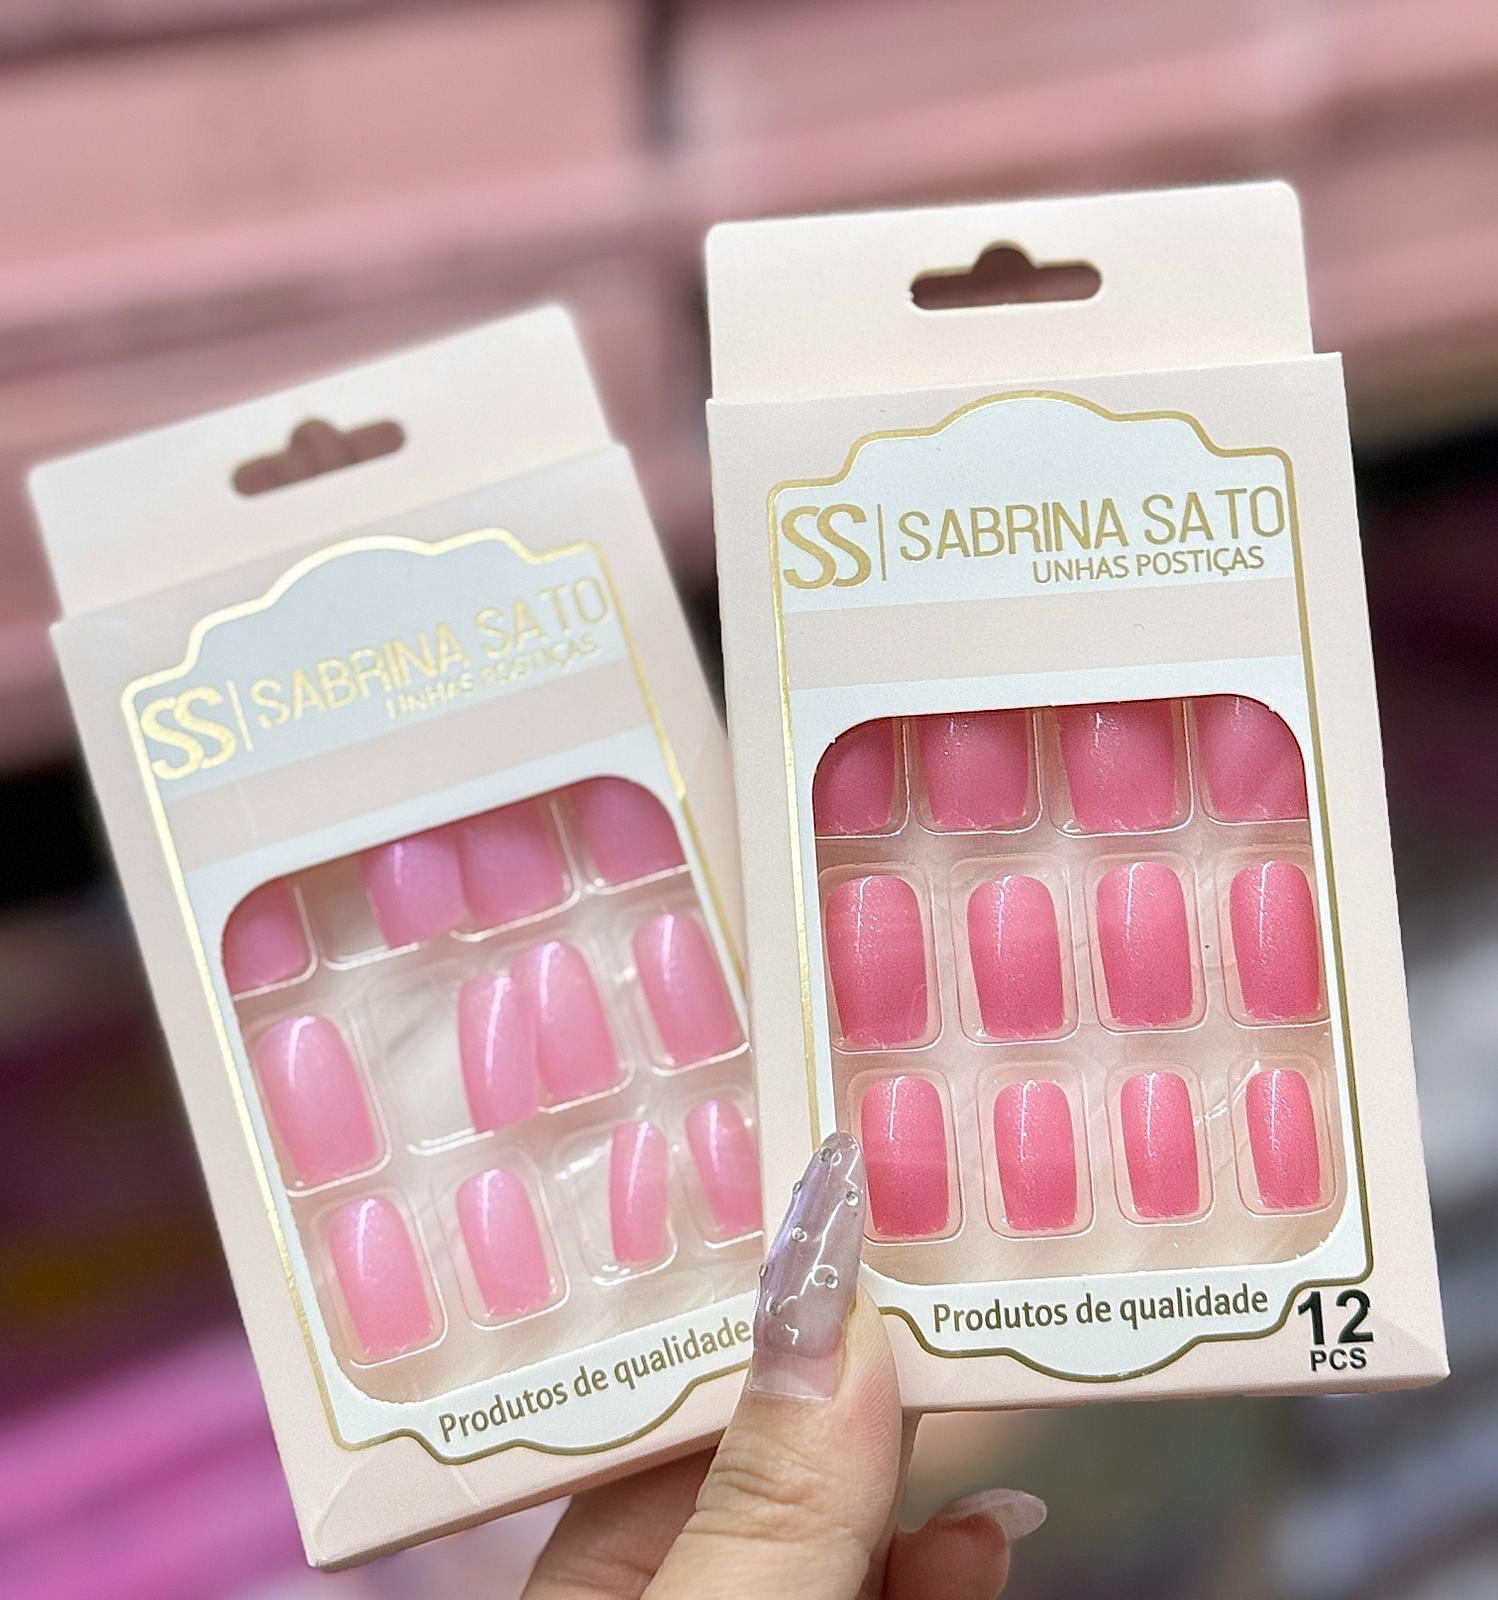 SS | SABRINA SATO
UNHAS POSTIÇAS
Produtos de qualidade
SS | SABRINA SATO
UNHAS POSTIÇAS
Produtos de qualidade
12
PCS